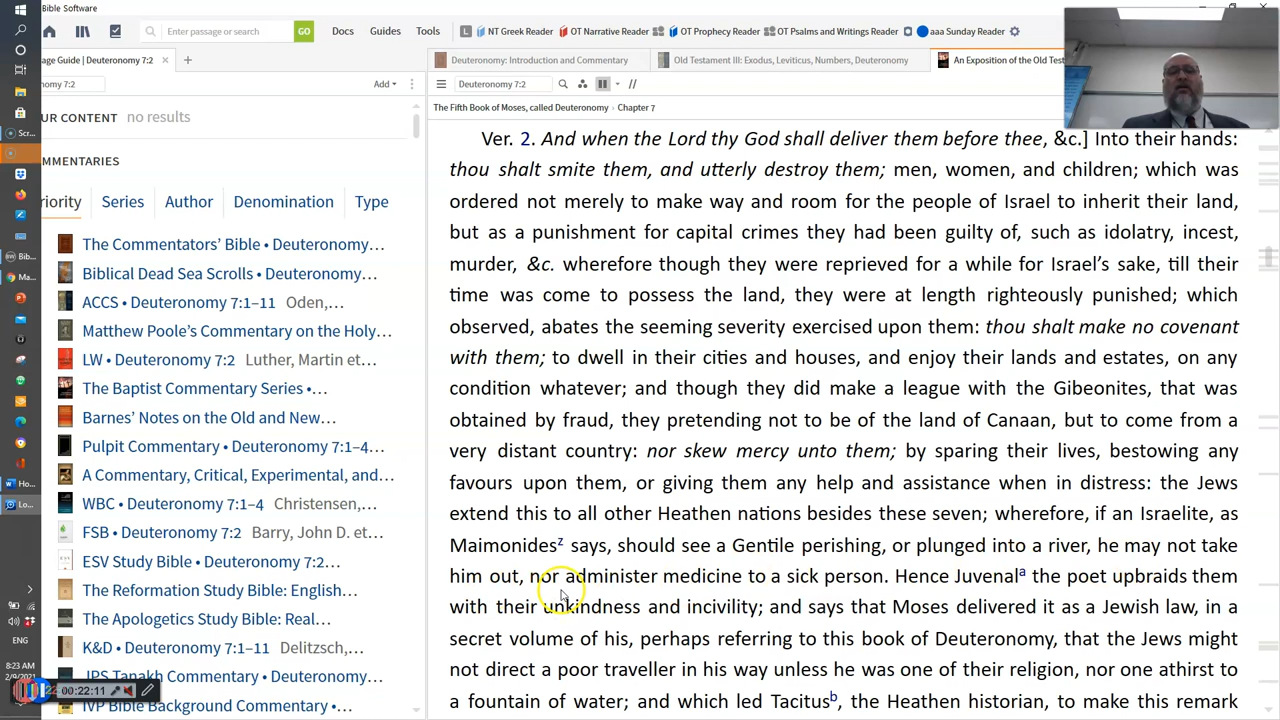 Bible Software
Enter passage or search GO Docs Guides Tools L NT Greek Reader OT Narrative Reader OT Prophecy Reader OT Psalms and Writings Reader aaa Sunday Reader
age Guide | Deuteronomy 7:2 × + Deuteronomy: Introduction and Commentary Old Testament III: Exodus, Leviticus, Numbers, Deuteronomy An Exposition of the Old Test
onomy 7:2 Add Deuteronomy 7:2
The Fifth Book of Moses, called Deuteronomy › Chapter 7
UR CONTENT no results
MMENTARIES
iority Series Author Denomination Type
The Commentators’ Bible • Deuteronomy…
Biblical Dead Sea Scrolls • Deuteronomy…
ACCS • Deuteronomy 7:1–11 Oden,…
Matthew Poole’s Commentary on the Holy…
LW • Deuteronomy 7:2 Luther, Martin et…
The Baptist Commentary Series •…
Barnes’ Notes on the Old and New…
Pulpit Commentary • Deuteronomy 7:1–4…
A Commentary, Critical, Experimental, and…
WBC • Deuteronomy 7:1–4 Christensen,…
FSB • Deuteronomy 7:2 Barry, John D. et…
ESV Study Bible • Deuteronomy 7:2…
The Reformation Study Bible: English…
The Apologetics Study Bible: Real…
K&D • Deuteronomy 7:1–11 Delitzsch,…
JPS Tanakh Commentary • Deuteronomy…
IVP Bible Background Commentary •…
Ver. 2. And when the Lord thy God shall deliver them before thee, &c.] Into their hands:
thou shalt smite them, and utterly destroy them; men, women, and children; which was
ordered not merely to make way and room for the people of Israel to inherit their land,
but as a punishment for capital crimes they had been guilty of, such as idolatry, incest,
murder, &c. wherefore though they were reprieved for a while for Israel’s sake, till their
time was come to possess the land, they were at length righteously punished; which
observed, abates the seeming severity exercised upon them: thou shalt make no covenant
with them; to dwell in their cities and houses, and enjoy their lands and estates, on any
condition whatever; and though they did make a league with the Gibeonites, that was
obtained by fraud, they pretending not to be of the land of Canaan, but to come from a
very distant country: nor skew mercy unto them; by sparing their lives, bestowing any
favours upon them, or giving them any help and assistance when in distress: the Jews
extend this to all other Heathen nations besides these seven; wherefore, if an Israelite, as
Maimonidesᶻ says, should see a Gentile perishing, or plunged into a river, he may not take
him out, nor administer medicine to a sick person. Hence Juvenalᵃ the poet upbraids them
with their unkindness and incivility; and says that Moses delivered it as a Jewish law, in a
secret volume of his, perhaps referring to this book of Deuteronomy, that the Jews might
not direct a poor traveller in his way unless he was one of their religion, nor one athirst to
a fountain of water; and which led Tacitusᵇ, the Heathen historian, to make this remark
Scr...
Bib...
Ma...
Ho...
Lo...
ENG
8:23 AM
2/9/2021
00:22:11